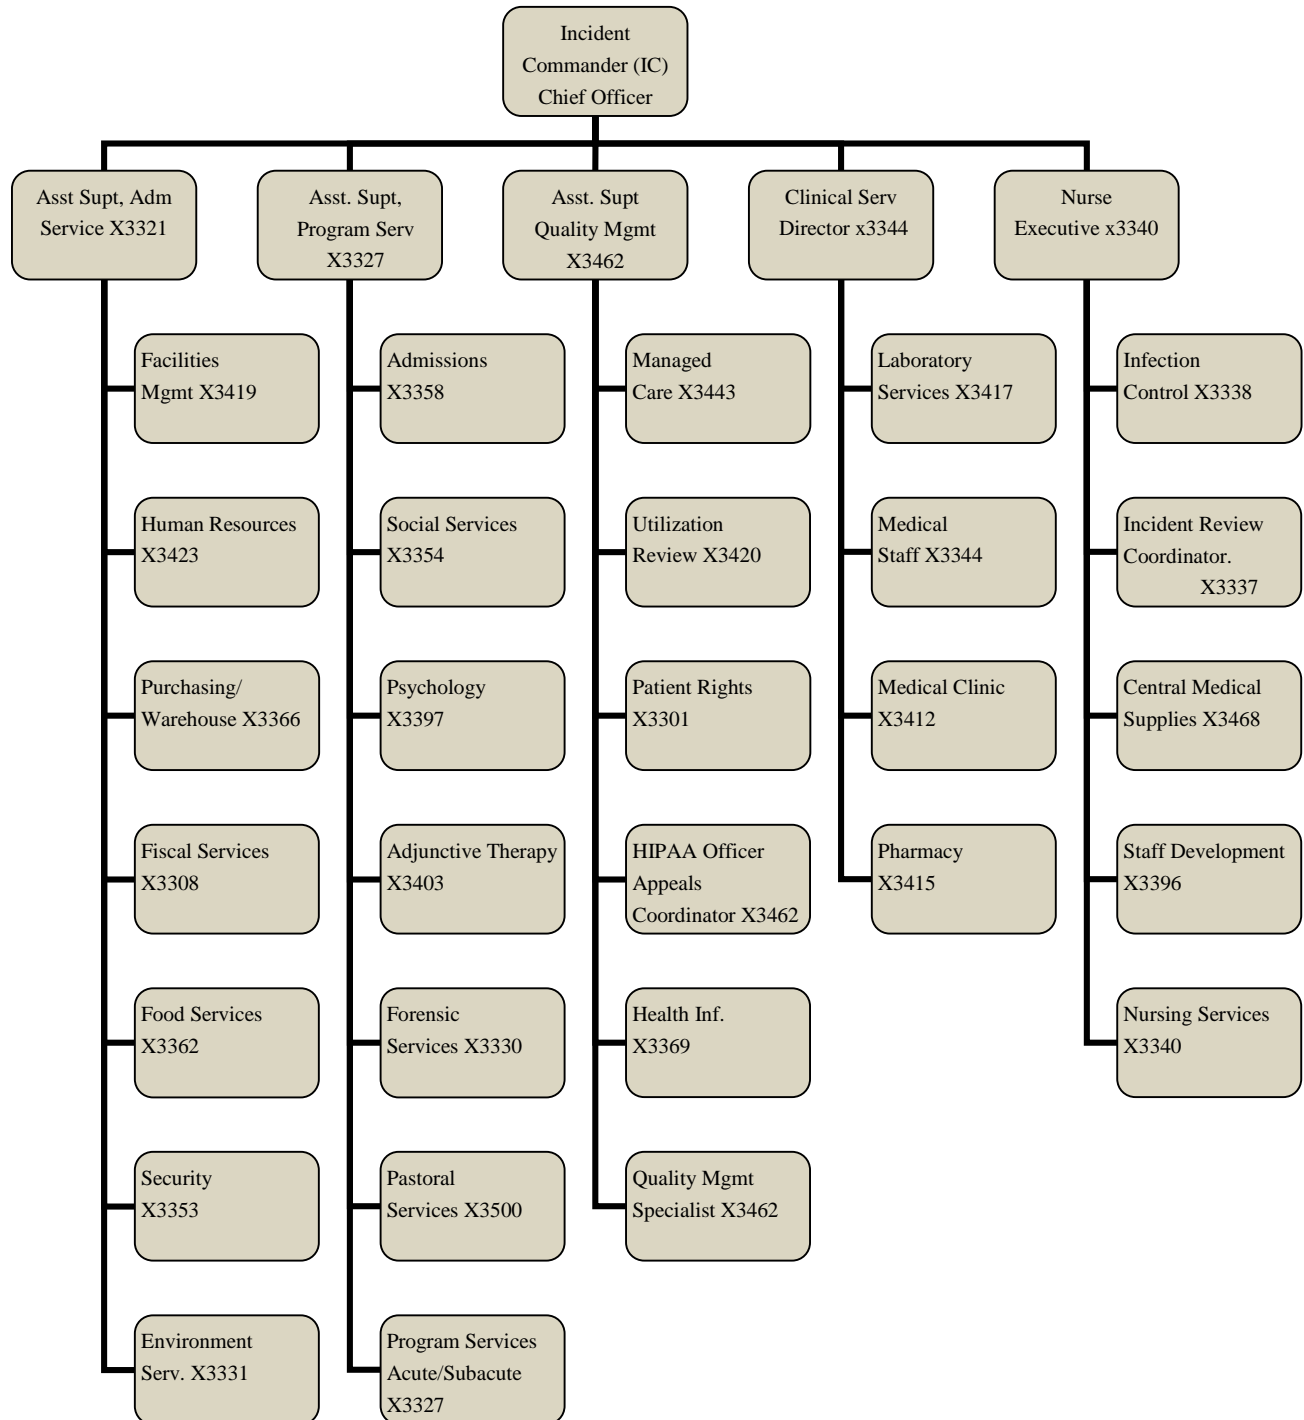 Incident
Commander (IC)
Chief Officer
Asst Supt, Adm
Service X3321
Asst. Supt,
Program Serv
X3327
Asst. Supt
Quality Mgmt
X3462
Clinical Serv
Director x3344
Nurse
Executive x3340
Facilities
Mgmt X3419
Admissions
X3358
Managed
Care X3443
Laboratory
Services X3417
Infection
Control X3338
Human Resources
X3423
Social Services
X3354
Utilization
Review X3420
Medical
Staff X3344
Incident Review
Coordinator.
X3337
Purchasing/
Warehouse X3366
Psychology
X3397
Patient Rights
X3301
Medical Clinic
X3412
Central Medical
Supplies X3468
Fiscal Services
X3308
Adjunctive Therapy
X3403
HIPAA Officer
Appeals
Coordinator X3462
Pharmacy
X3415
Staff Development
X3396
Food Services
X3362
Forensic
Services X3330
Health Inf.
X3369
Nursing Services
X3340
Security
X3353
Pastoral
Services X3500
Quality Mgmt
Specialist X3462
Environment
Serv. X3331
Program Services
Acute/Subacute
X3327